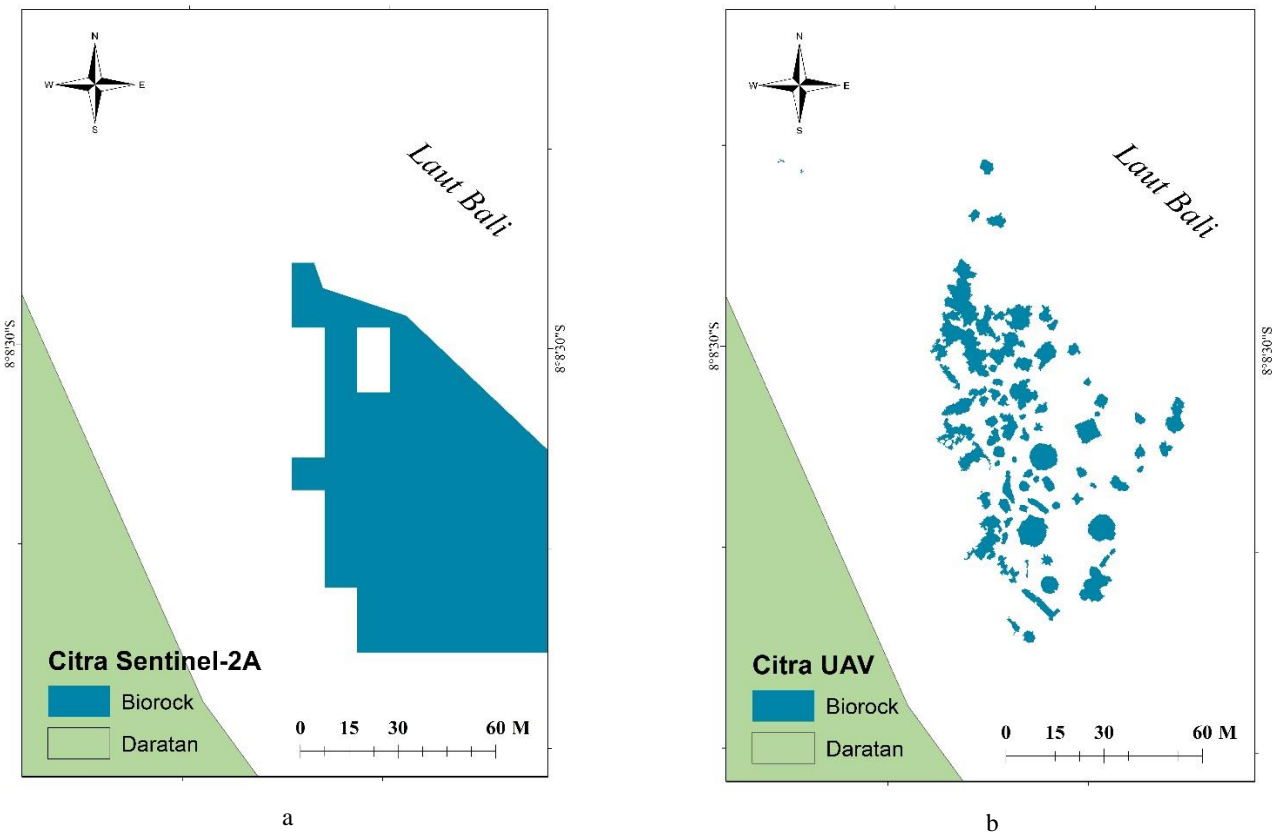 N
W E
S
Laut Bali
8°8'30"S
8°8'30"S
Citra Sentinel-2A
Biorock
Daratan
0 15 30 60 M
a
N
W E
S
Laut Bali
8°8'30"S
8°8'30"S
Citra UAV
Biorock
Daratan
0 15 30 60 M
b